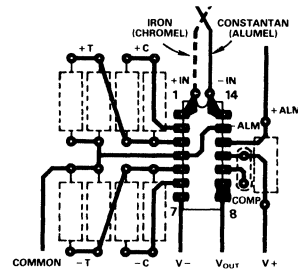 IRON CONSTANTAN
(CHROMEL) (ALUMEL)
+T +C +IN -IN
1 14
+ALM
-ALM
COMP
7 8
-T -C
COMMON V- VOUT V+